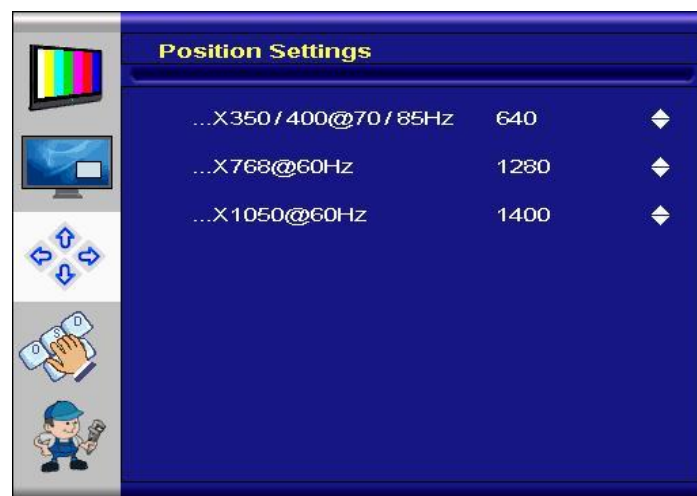 Position Settings
...X350/400@70/85Hz 640
...X768@60Hz 1280
...X1050@60Hz 1400
O S D